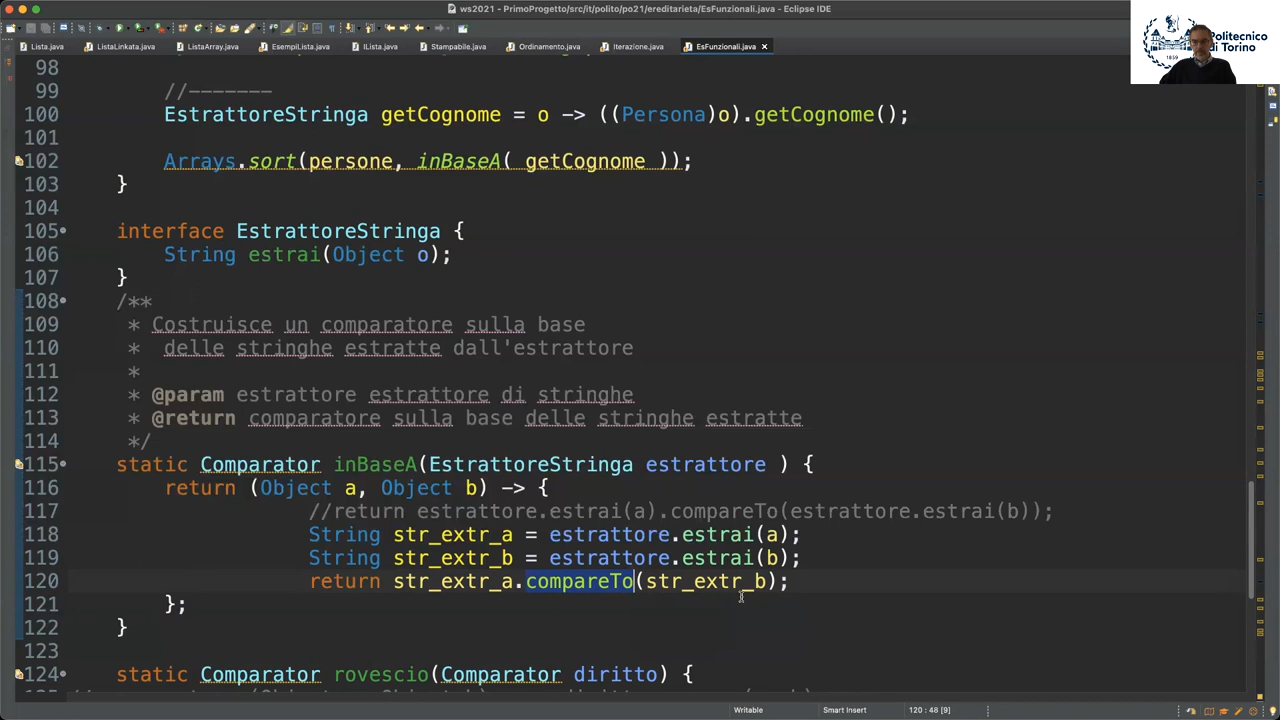 ws2021 - PrimoProgetto/src/it/polito/po21/ereditarieta/EsFunzionali.java - Eclipse IDE
Lista.java ListaLinkata.java ListaArray.java EsempiLista.java ILista.java Stampabile.java Ordinamento.java Iterazione.java EsFunzionali.java
Politecnico
di Torino
1859
98
99 //-------
100 EstrattoreStringa getCognome = o -> ((Persona)o).getCognome();
101
102 Arrays.sort(persone, inBaseA( getCognome ));
103 }
104
105 interface EstrattoreStringa {
106 String estrai(Object o);
107 }
108 /**
109 * Costruisce un comparatore sulla base
110 * delle stringhe estratte dall'estrattore
111 *
112 * @param estrattore estrattore di stringhe
113 * @return comparatore sulla base delle stringhe estratte
114 */
115 static Comparator inBaseA(EstrattoreStringa estrattore ) {
116 return (Object a, Object b) -> {
117 //return estrattore.estrai(a).compareTo(estrattore.estrai(b));
118 String str_extr_a = estrattore.estrai(a);
119 String str_extr_b = estrattore.estrai(b);
120 return str_extr_a.compareTo(str_extr_b);
121 };
122 }
123
124 static Comparator rovescio(Comparator diritto) {
Writable Smart Insert 120 : 48 [9]